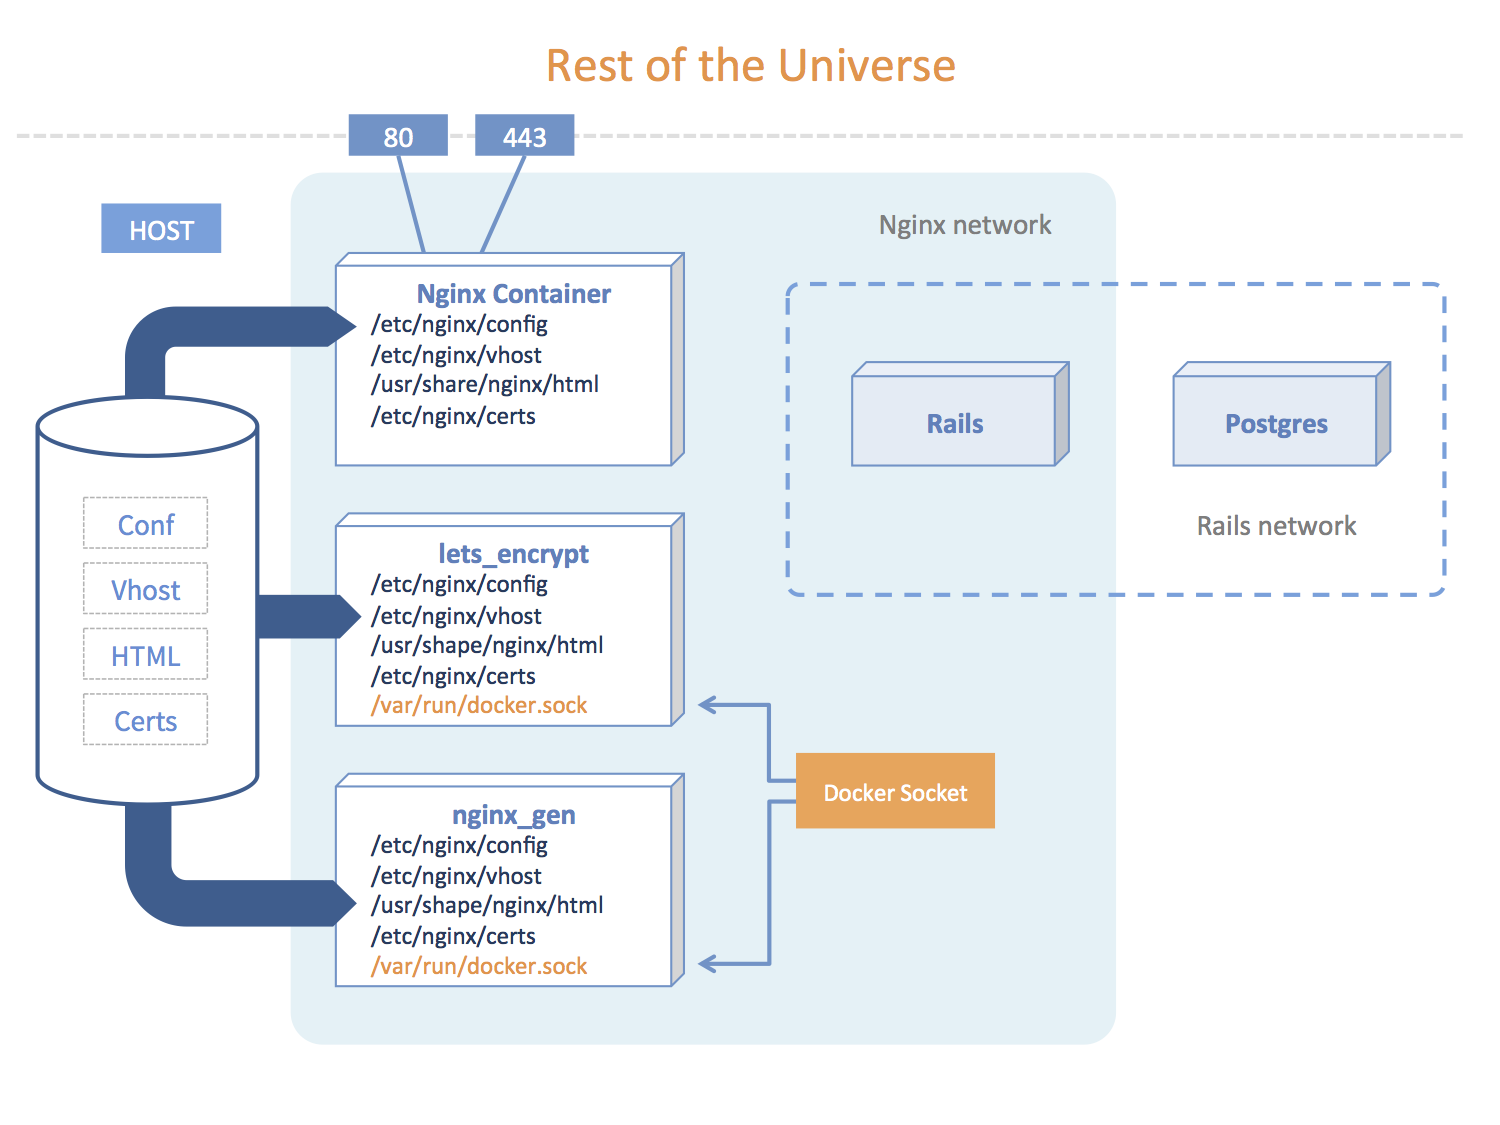 Rest of the Universe
80
443
HOST
Nginx network
Nginx Container
/etc/nginx/config
/etc/nginx/vhost
/usr/share/nginx/html
/etc/nginx/certs
Rails
Postgres
Rails network
Conf
Vhost
HTML
Certs
lets_encrypt
/etc/nginx/config
/etc/nginx/vhost
/usr/shape/nginx/html
/etc/nginx/certs
/var/run/docker.sock
Docker Socket
nginx_gen
/etc/nginx/config
/etc/nginx/vhost
/usr/shape/nginx/html
/etc/nginx/certs
/var/run/docker.sock